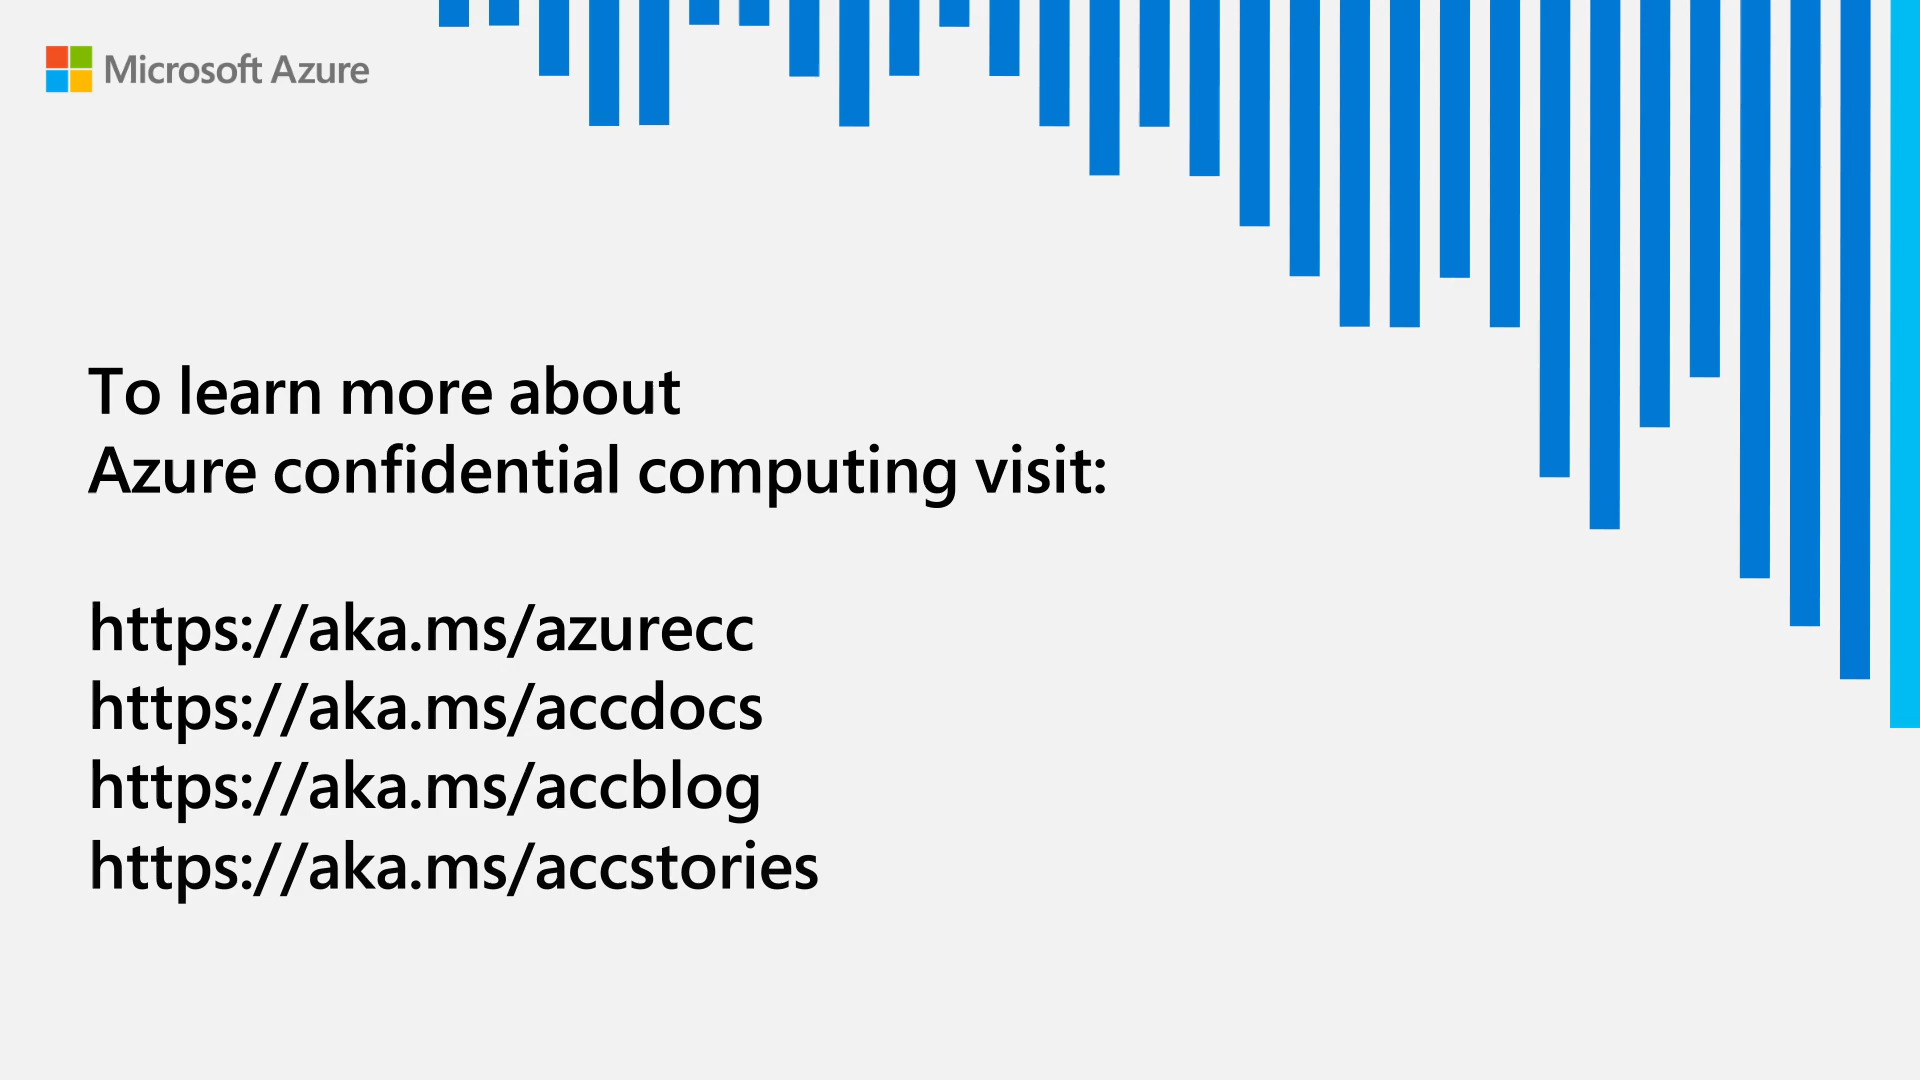 Microsoft Azure
To learn more about
Azure confidential computing visit:
https://aka.ms/azurecc
https://aka.ms/accdocs
https://aka.ms/accblog
https://aka.ms/accstories